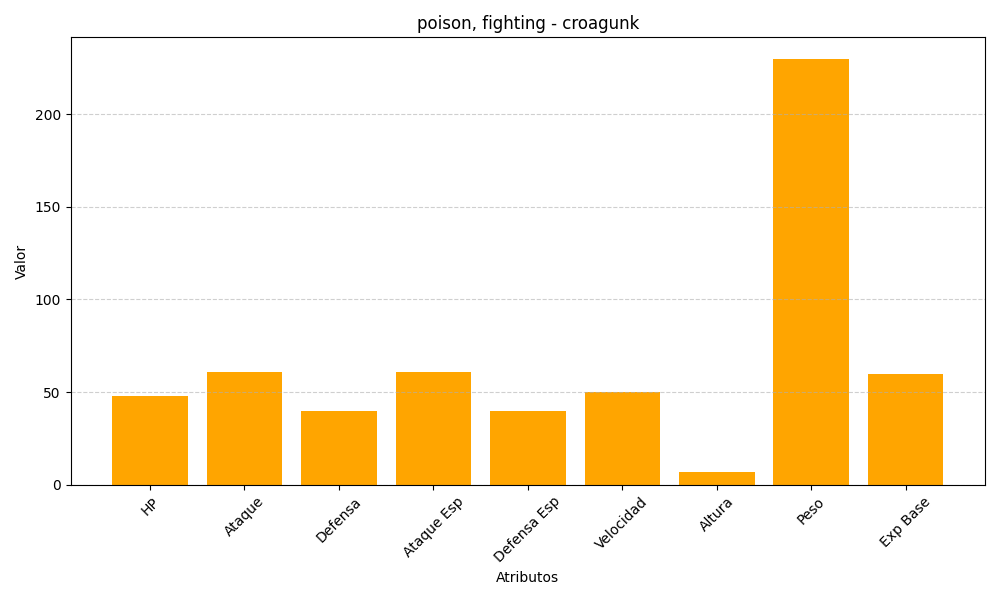 poison, fighting - croagunk
Valor
200
150
100
50
0
HP
Ataque
Defensa
Ataque Esp
Defensa Esp
Velocidad
Altura
Peso
Exp Base
Atributos